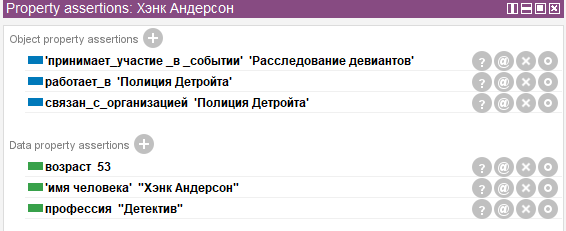 Property assertions: Хэнк Андерсон
Object property assertions
'принимает_участие _в _событии' 'Расследование девиантов'
работает_в 'Полиция Детройта'
связан_с_организацией 'Полиция Детройта'
Data property assertions
возраст 53
'имя человека' "Хэнк Андерсон"
профессия "Детектив"